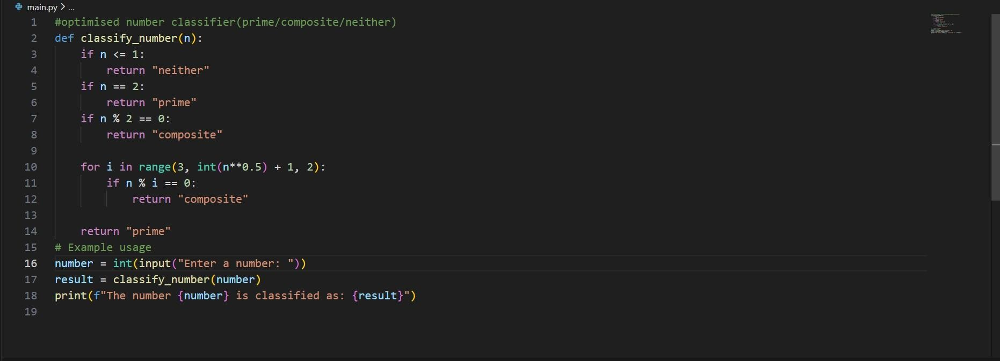 main.py > ...
1 #optimised number classifier(prime/composite/neither)
2 def classify_number(n):
3     if n <= 1:
4         return "neither"
5     if n == 2:
6         return "prime"
7     if n % 2 == 0:
8         return "composite"
9
10     for i in range(3, int(n**0.5) + 1, 2):
11         if n % i == 0:
12             return "composite"
13
14     return "prime"
15 # Example usage
16 number = int(input("Enter a number: "))
17 result = classify_number(number)
18 print(f"The number {number} is classified as: {result}")
19